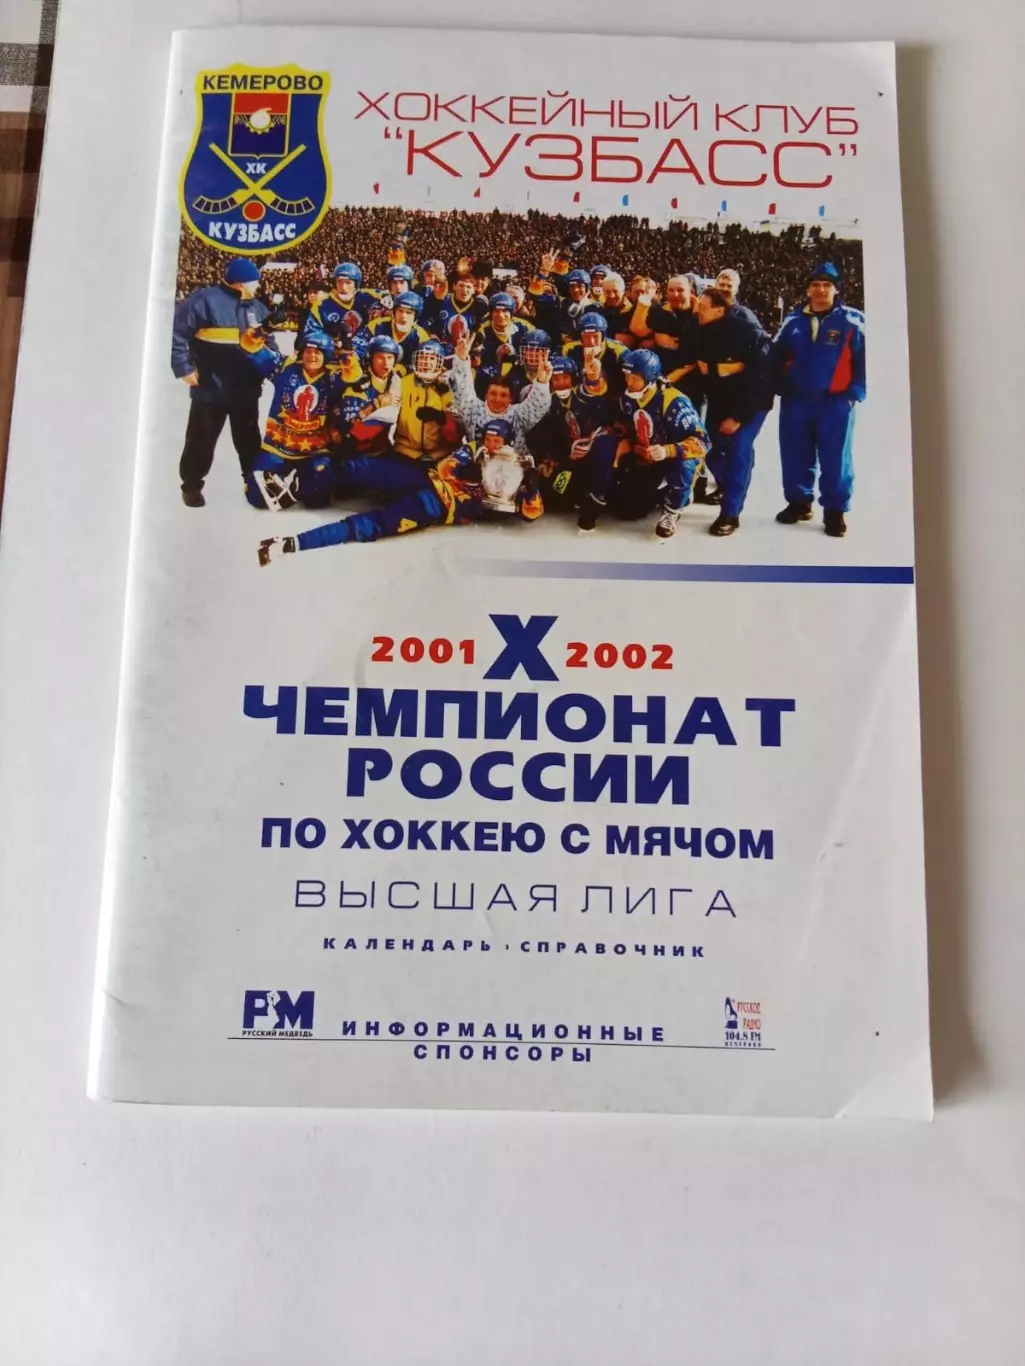 КЕМЕРОВО
ХК
КУЗБАСС
ХОККЕЙНЫЙ КЛУБ
"КУЗБАСС"
2001 X 2002
ЧЕМПИОНАТ
РОССИИ
ПО ХОККЕЮ С МЯЧОМ
ВЫСШАЯ ЛИГА
КАЛЕНДАРЬ · СПРАВОЧНИК
РМ
РУССКИЙ МЕДВЕДЬ
ИНФОРМАЦИОННЫЕ
СПОНСОРЫ
РУССКОЕ
РАДИО
104.8 FM
КЕМЕРОВО